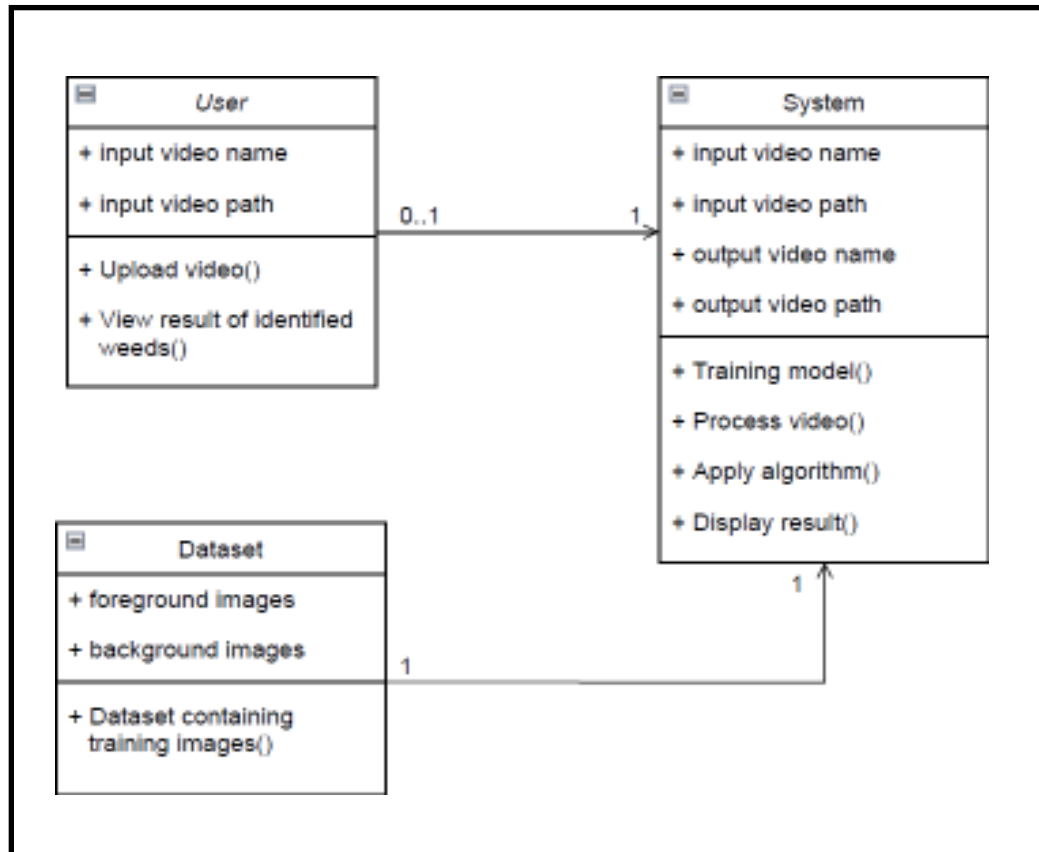 User
+ input video name
+ input video path
+ Upload video()
+ View result of identified
weeds()
0..1
1
System
+ input video name
+ input video path
+ output video name
+ output video path
+ Training model()
+ Process video()
+ Apply algorithm()
+ Display result()
Dataset
+ foreground images
+ background images
+ Dataset containing
training images()
1
1